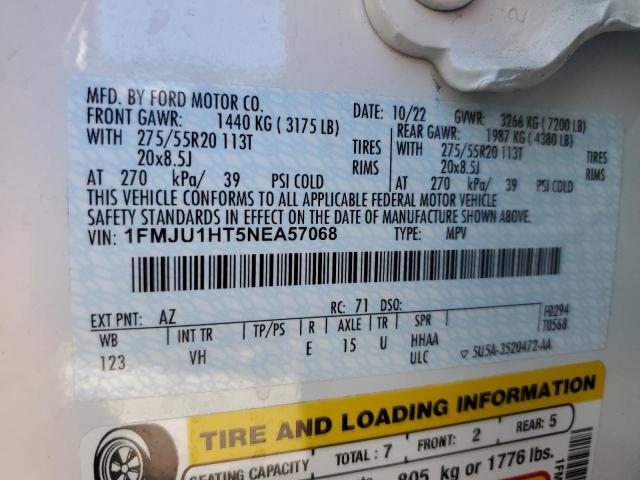 MFD. BY FORD MOTOR CO.
DATE: 10/22 GVWR: 3266 KG ( 7200 LB)
FRONT GAWR: 1440 KG ( 3175 LB)
REAR GAWR: 1987 KG ( 4380 LB)
WITH 275/55R20 113T TIRES
20x8.5J RIMS
WITH 275/55R20 113T TIRES
20x8.5J RIMS
AT 270 kPa/ 39 PSI COLD
AT 270 kPa/ 39 PSI COLD
THIS VEHICLE CONFORMS TO ALL APPLICABLE FEDERAL MOTOR VEHICLE
SAFETY STANDARDS IN EFFECT ON THE DATE OF MANUFACTURE SHOWN ABOVE.
VIN: 1FMJU1HT5NEA57068 TYPE: MPV
EXT PNT: AZ RC: 71 DSO: F0294
T0568
WB INT TR TP/PS R AXLE TR SPR
123 VH E 15 U HHAA
ULC ▽ 5U5A-3520472-AA
TIRE AND LOADING INFORMATION
SEATING CAPACITY TOTAL : 7 FRONT: 2 REAR: 5
805 kg or 1776 lbs.
1FM